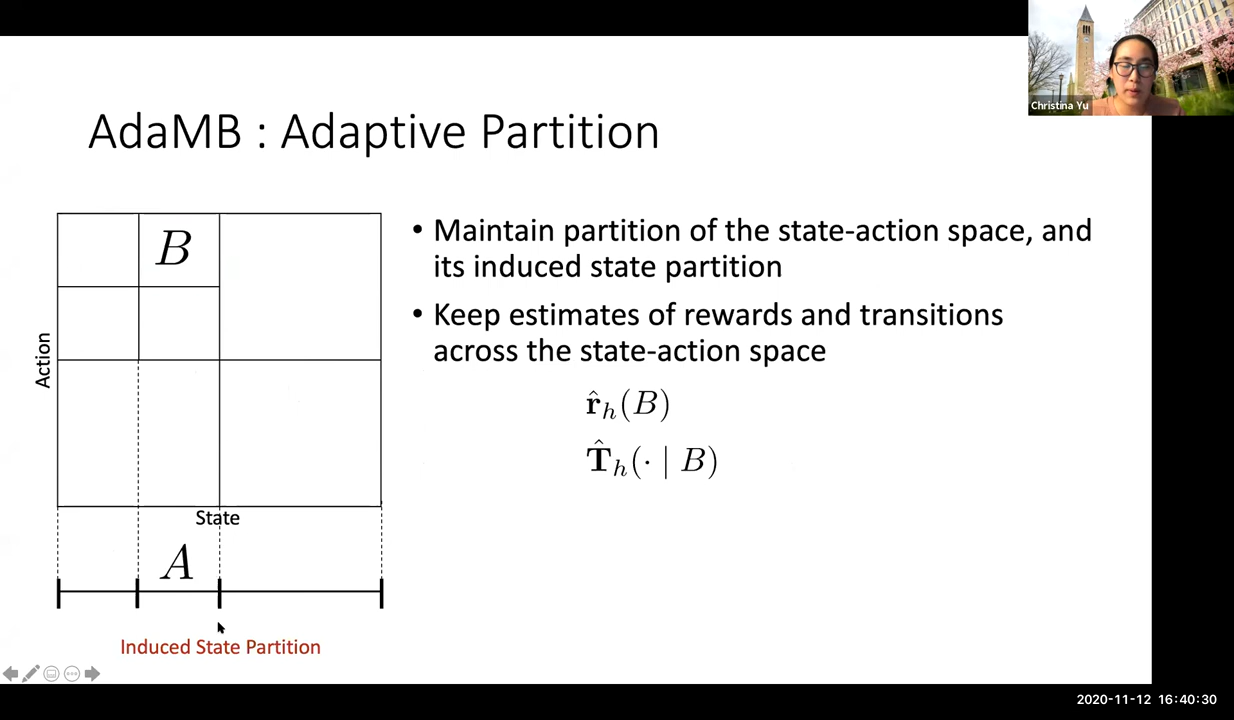 Christina Yu
AdaMB : Adaptive Partition
B
Action
State
A
Induced State Partition
• Maintain partition of the state-action space, and
its induced state partition
• Keep estimates of rewards and transitions
across the state-action space
r̂ₕ(B)
T̂ₕ(· | B)
2020-11-12 16:40:30